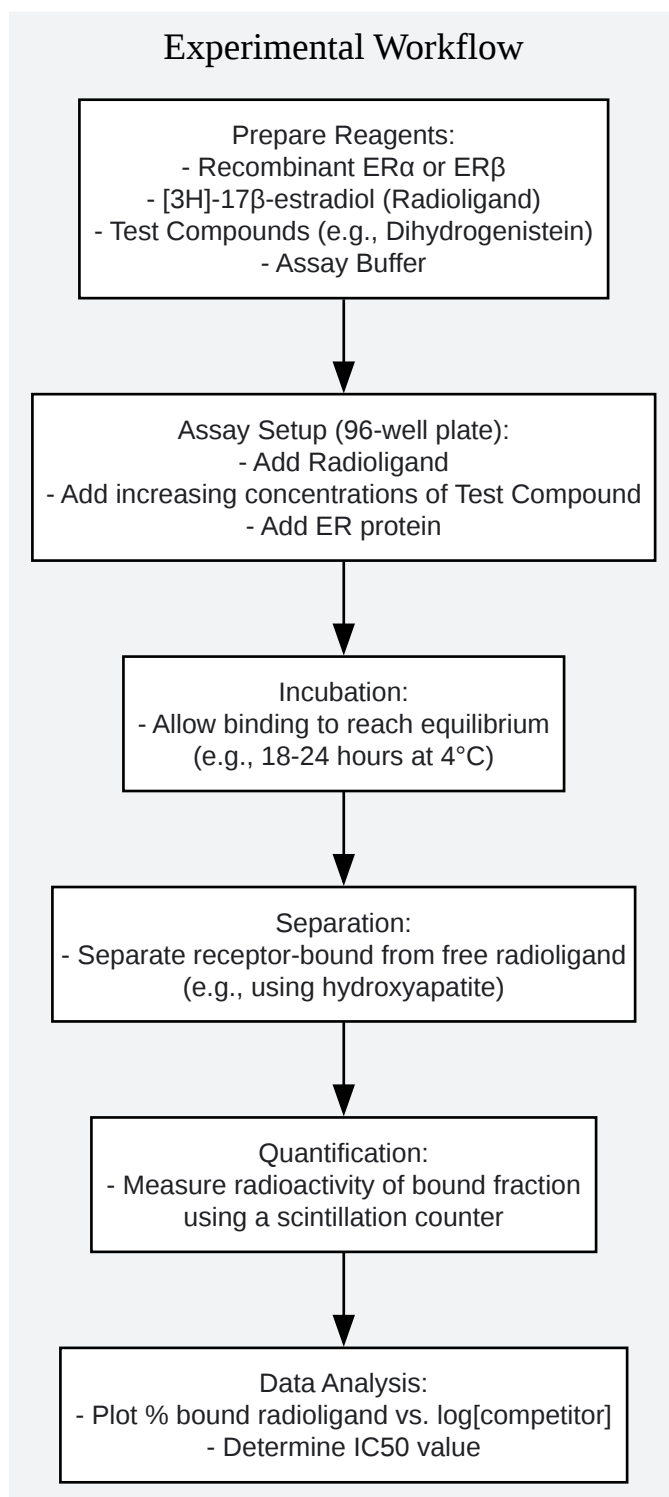 Experimental Workflow
Prepare Reagents:
- Recombinant ERα or ERβ
- [3H]-17β-estradiol (Radioligand)
- Test Compounds (e.g., Dihydrogenistein)
- Assay Buffer
Assay Setup (96-well plate):
- Add Radioligand
- Add increasing concentrations of Test Compound
- Add ER protein
Incubation:
- Allow binding to reach equilibrium
(e.g., 18-24 hours at 4°C)
Separation:
- Separate receptor-bound from free radioligand
(e.g., using hydroxyapatite)
Quantification:
- Measure radioactivity of bound fraction
using a scintillation counter
Data Analysis:
- Plot % bound radioligand vs. log[competitor]
- Determine IC50 value